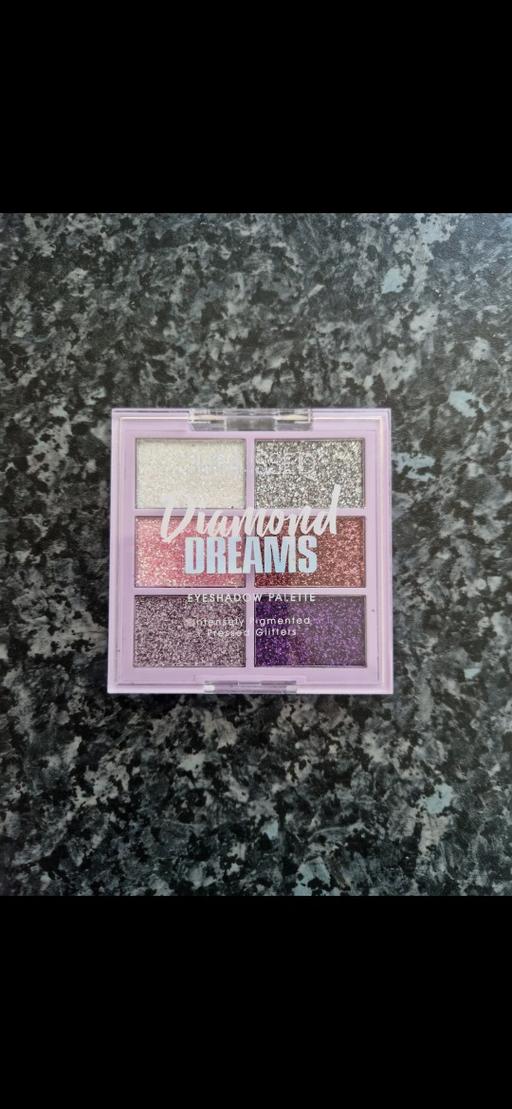 Diamond
DREAMS
EYESHADOW PALETTE
Intensely Pigmented
Pressed Glitters